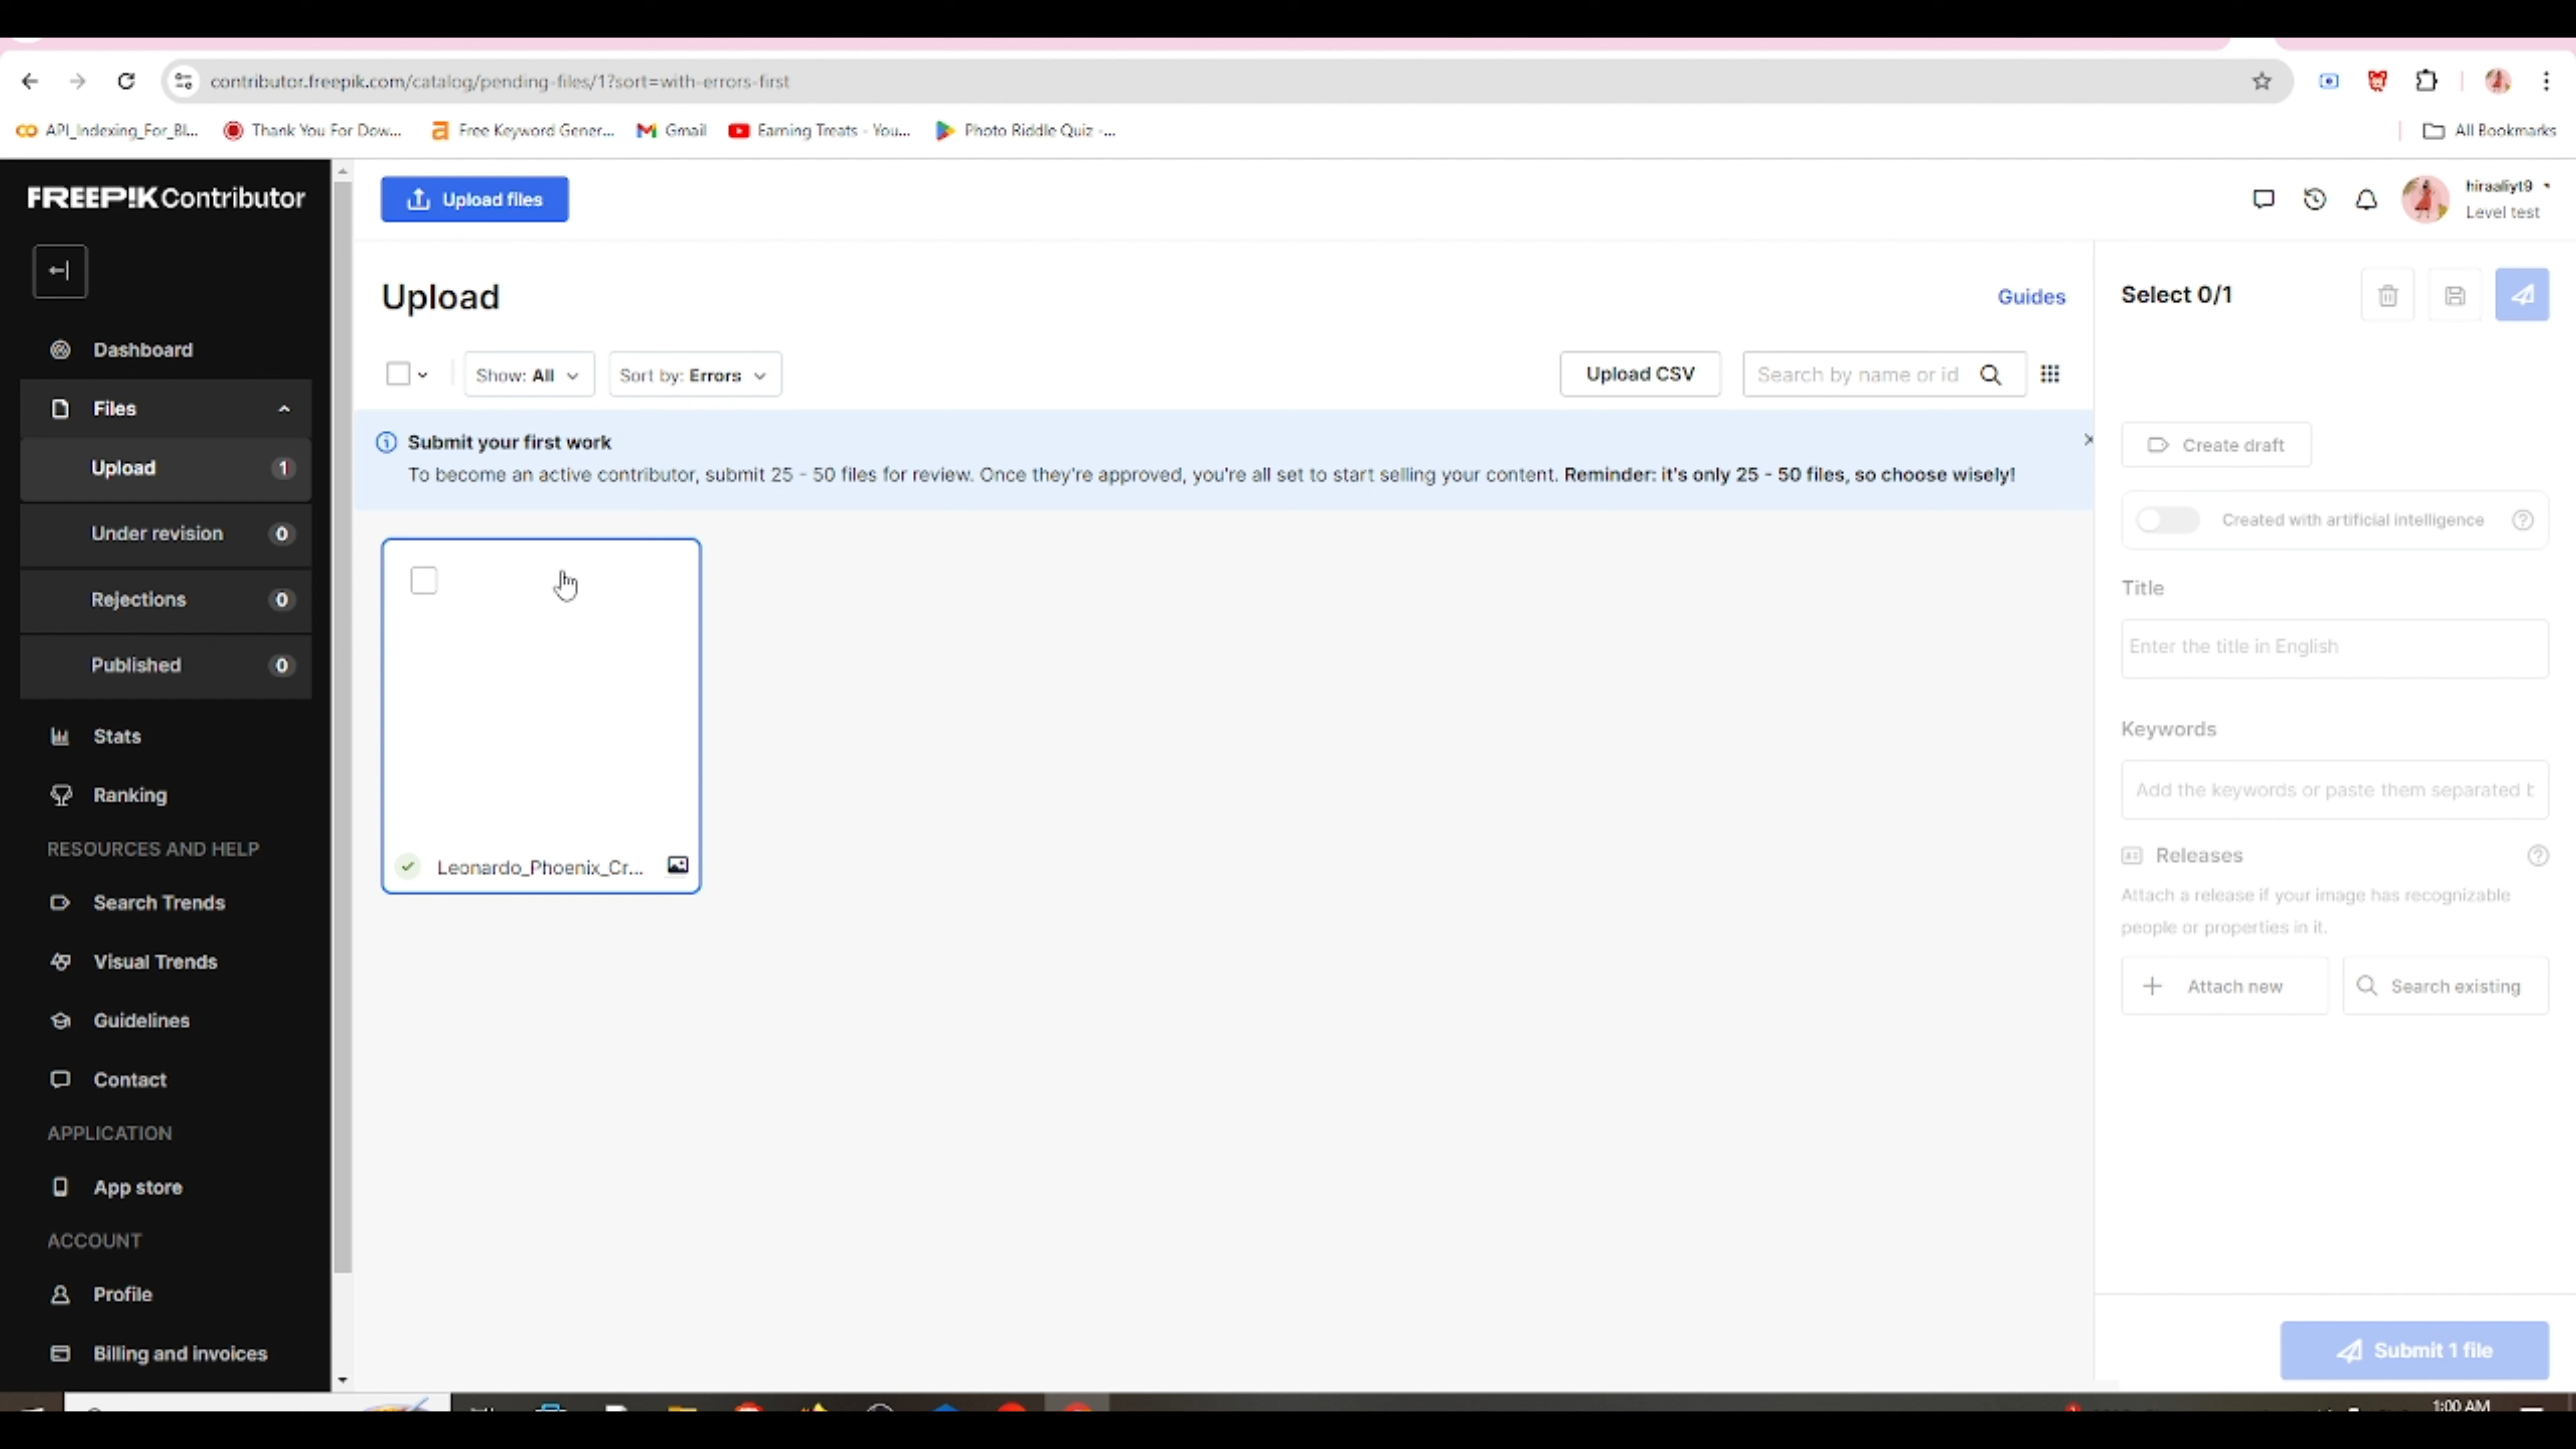 contributor.freepik.com/catalog/pending-files/1?sort=with-errors-first
API_Indexing_For_Bl... Thank You For Dow... Free Keyword Gener... Gmail Earning Treats - You... Photo Riddle Quiz -... All Bookmarks
FREEP!K Contributor
Upload files
hiraaliyt9
Level test
Upload
Guides
Select 0/1
Dashboard
Show: All
Sort by: Errors
Upload CSV
Search by name or id
Files
Submit your first work
To become an active contributor, submit 25 - 50 files for review. Once they're approved, you're all set to start selling your content. Reminder: it's only 25 - 50 files, so choose wisely!
Create draft
Upload 1
Created with artificial intelligence
Under revision 0
Title
Rejections 0
Enter the title in English
Published 0
Keywords
Stats
Add the keywords or paste them separated b
Ranking
RESOURCES AND HELP
Releases
Leonardo_Phoenix_Cr...
Attach a release if your image has recognizable
people or properties in it.
Search Trends
Visual Trends
Attach new
Search existing
Guidelines
Contact
APPLICATION
App store
ACCOUNT
Profile
Billing and invoices
Submit 1 file
1:00 AM